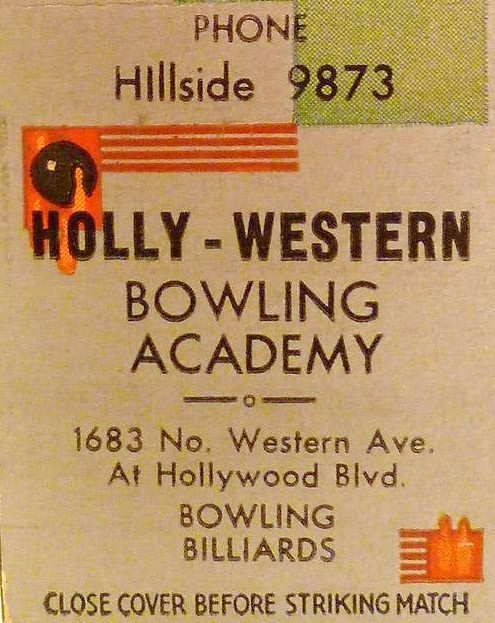 PHONE
HIllside 9873
HOLLY-WESTERN
BOWLING
ACADEMY
1683 No. Western Ave.
At Hollywood Blvd.
BOWLING
BILLIARDS
CLOSE COVER BEFORE STRIKING MATCH